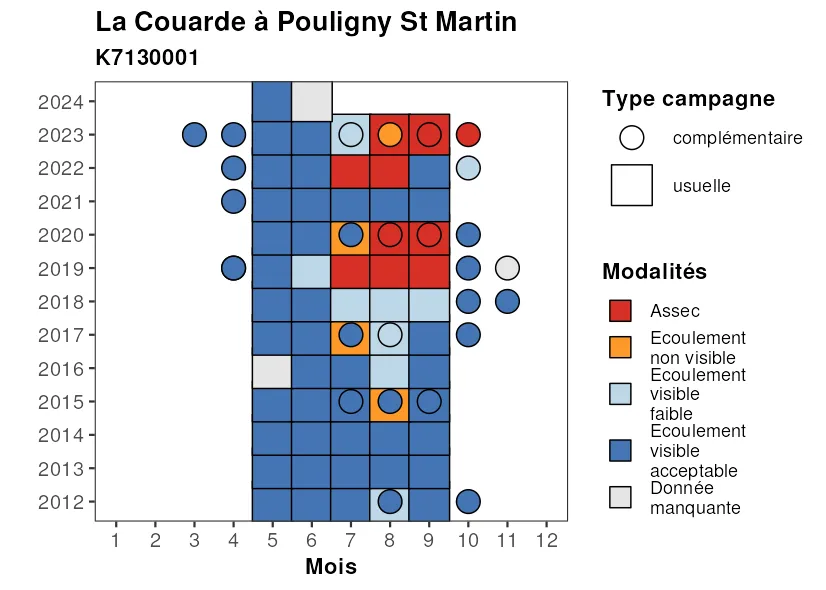 La Couarde à Pouligny St Martin
K7130001
2024
2023
2022
2021
2020
2019
2018
2017
2016
2015
2014
2013
2012
1 2 3 4 5 6 7 8 9 10 11 12
Mois
Type campagne
complémentaire
usuelle
Modalités
Assec
Ecoulement
non visible
Ecoulement
visible
faible
Ecoulement
visible
acceptable
Donnée
manquante